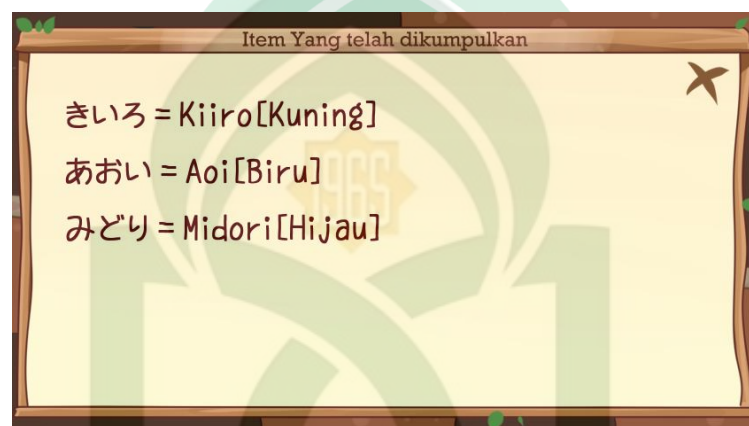 Item Yang telah dikumpulkan
きいろ = Kiiro[Kuning]
あおい = Aoi[Biru]
みどり = Midori[Hijau]
1965